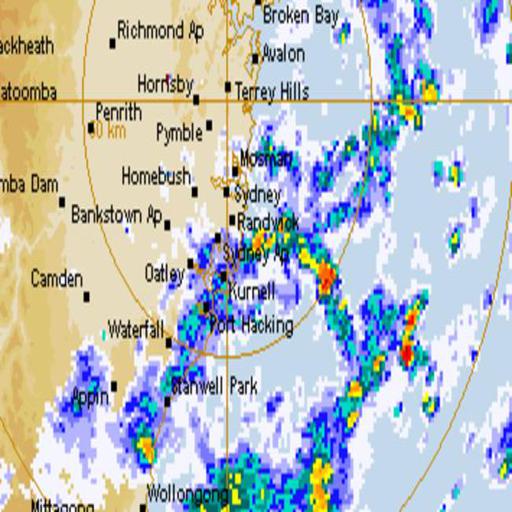 Broken Bay
Richmond Ap
ackheath
Avalon
Hornsby
Terrey Hills
atoomba
Penrith
60 km
Pymble
Mosman
Homebush
mba Dam
Sydney
Bankstown Ap
Randwick
Sydney Ap
Oatley
Camden
Kurnell
Port Hacking
Waterfall
Stanwell Park
Appin
Wollongong
Mittagong